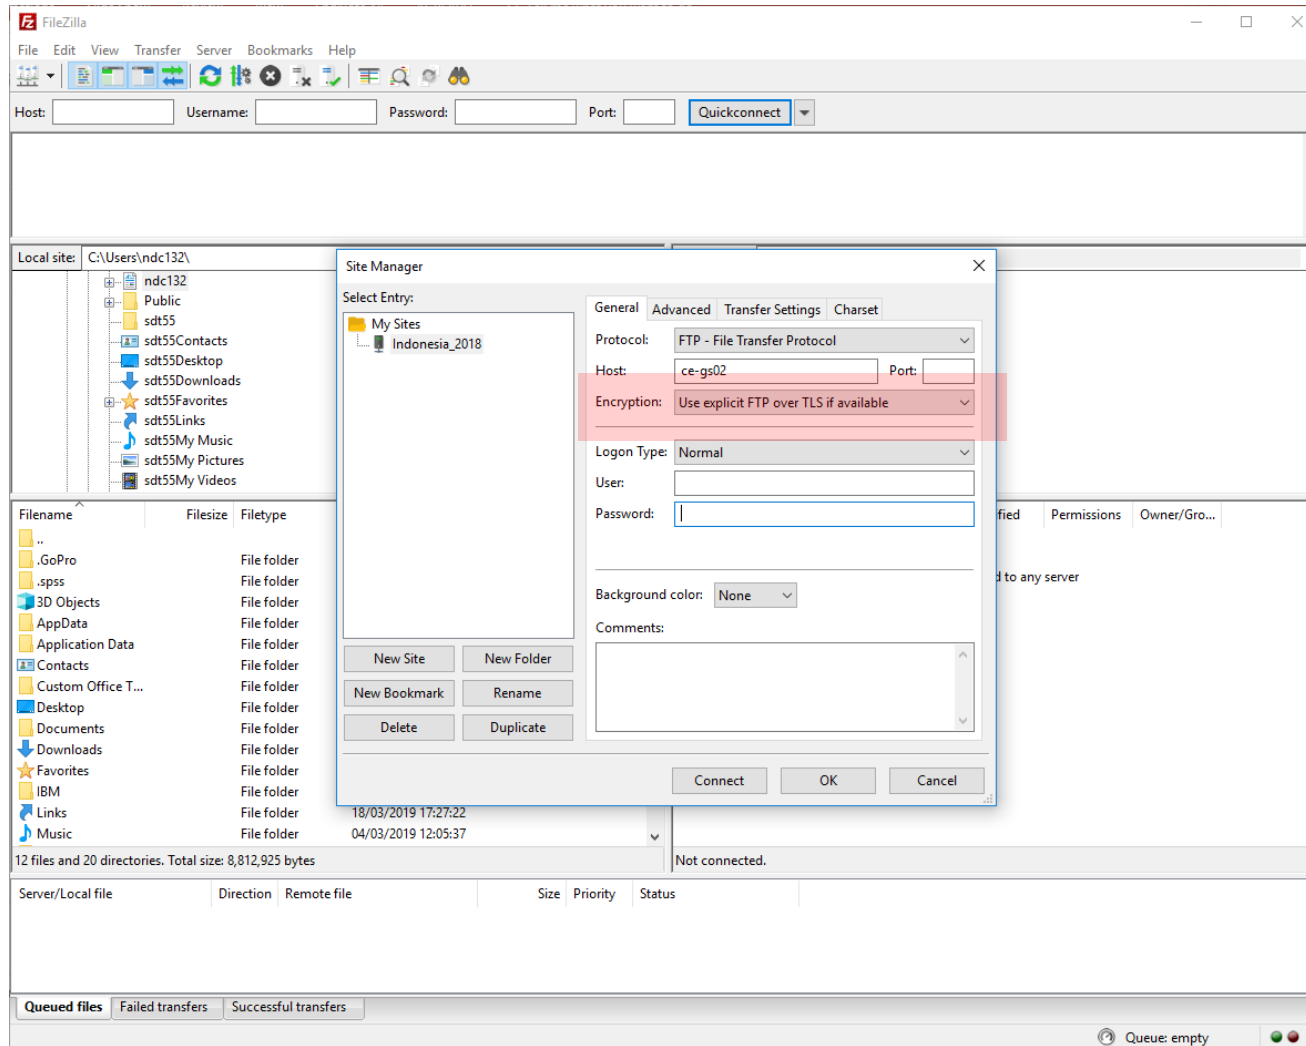 FileZilla
File Edit View Transfer Server Bookmarks Help
Host: Username: Password: Port: Quickconnect
Local site: C:\Users\ndc132\
ndc132
Public
sdt55
sdt55Contacts
sdt55Desktop
sdt55Downloads
sdt55Favorites
sdt55Links
sdt55My Music
sdt55My Pictures
sdt55My Videos
Filename Filesize Filetype
..
.GoPro File folder
.spss File folder
3D Objects File folder
AppData File folder
Application Data File folder
Contacts File folder
Custom Office T... File folder
Desktop File folder
Documents File folder
Downloads File folder
Favorites File folder
IBM File folder
Links File folder 18/03/2019 17:27:22
Music File folder 04/03/2019 12:05:37
12 files and 20 directories. Total size: 8,812,925 bytes
Site Manager
Select Entry:
My Sites
Indonesia_2018
New Site New Folder
New Bookmark Rename
Delete Duplicate
General Advanced Transfer Settings Charset
Protocol: FTP - File Transfer Protocol
Host: ce-gs02 Port:
Encryption: Use explicit FTP over TLS if available
Logon Type: Normal
User:
Password:
Background color: None
Comments:
Connect OK Cancel
Permissions Owner/Gro...
to any server
Not connected.
Server/Local file Direction Remote file Size Priority Status
Queued files Failed transfers Successful transfers
Queue: empty